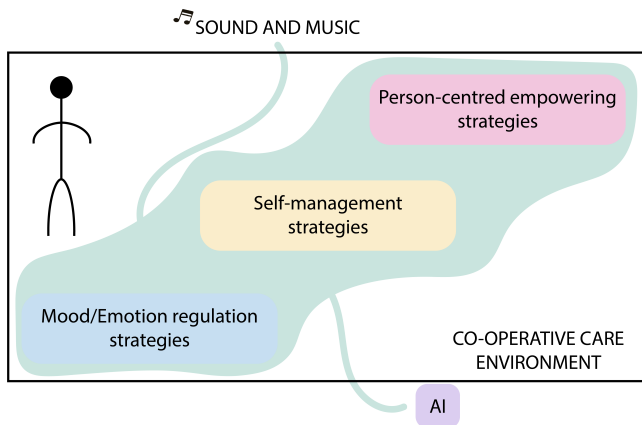 SOUND AND MUSIC
Person-centred empowering
strategies
Self-management
strategies
Mood/Emotion regulation
strategies
CO-OPERATIVE CARE
ENVIRONMENT
AI